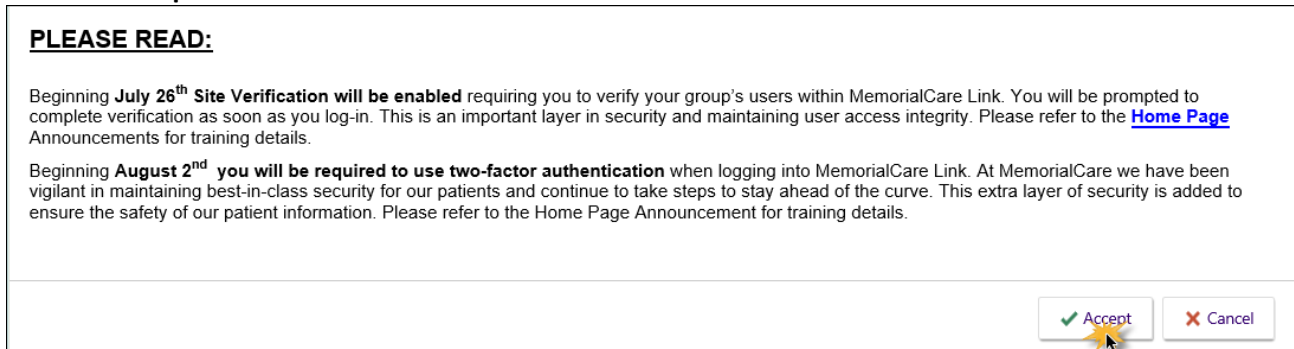 PLEASE READ:
Beginning July 26th Site Verification will be enabled requiring you to verify your group's users within MemorialCare Link. You will be prompted to
complete verification as soon as you log-in. This is an important layer in security and maintaining user access integrity. Please refer to the Home Page
Announcements for training details.
Beginning August 2nd you will be required to use two-factor authentication when logging into MemorialCare Link. At MemorialCare we have been
vigilant in maintaining best-in-class security for our patients and continue to take steps to stay ahead of the curve. This extra layer of security is added to
ensure the safety of our patient information. Please refer to the Home Page Announcement for training details.
Accept Cancel